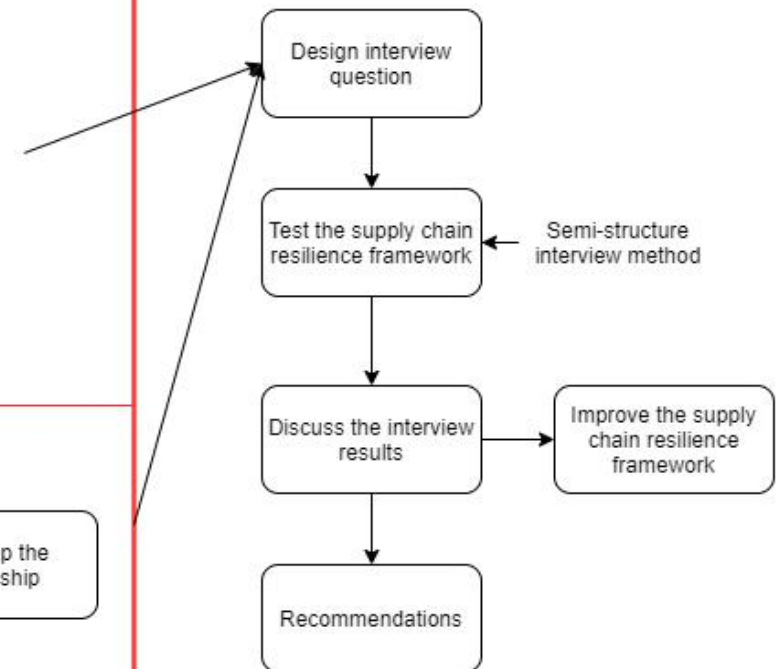 Design interview
question
Test the supply chain
resilience framework
Semi-structure
interview method
Discuss the interview
results
Improve the supply
chain resilience
framework
p the
ship
Recommendations